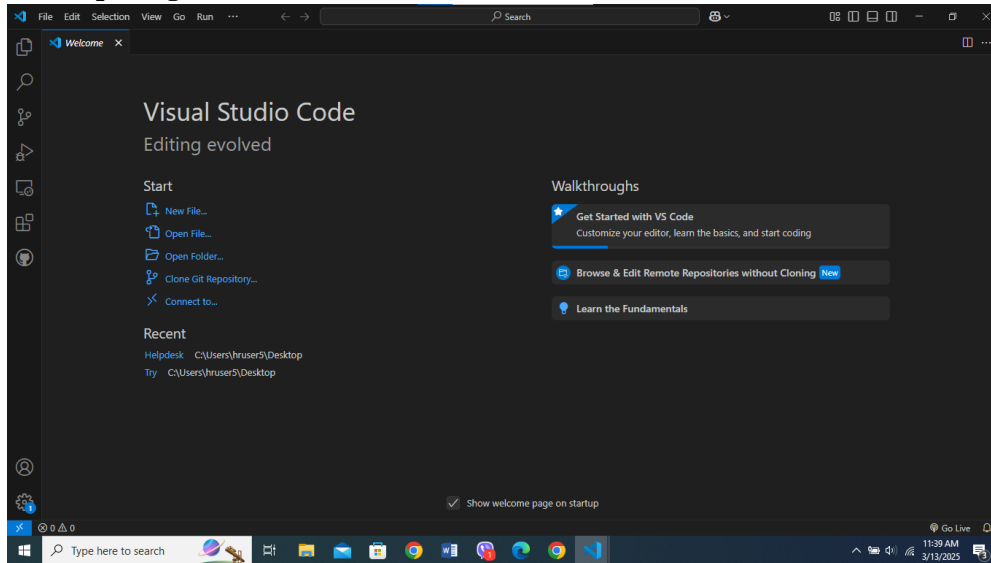 File Edit Selection View Go Run ··· Search
Welcome
Visual Studio Code
Editing evolved
Start
New File...
Open File...
Open Folder...
Clone Git Repository...
Connect to...
Recent
Helpdesk C:\Users\hruser5\Desktop
Try C:\Users\hruser5\Desktop
Walkthroughs
Get Started with VS Code
Customize your editor, learn the basics, and start coding
Browse & Edit Remote Repositories without Cloning New
Learn the Fundamentals
Show welcome page on startup
1
0 0 Go Live
Type here to search
11:39 AM
3/13/2025
3